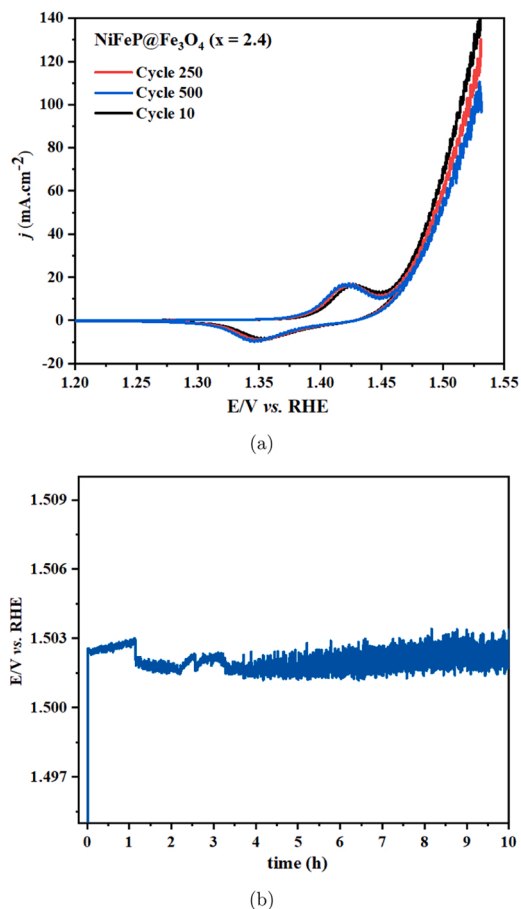 NiFeP@Fe₃O₄ (x = 2.4)
Cycle 250
Cycle 500
Cycle 10
140
120
100
80
60
40
20
0
-20
j (mA.cm⁻²)
1.20 1.25 1.30 1.35 1.40 1.45 1.50 1.55
E/V vs. RHE
(a)
1.509
1.506
1.503
1.500
1.497
E/V vs. RHE
0 1 2 3 4 5 6 7 8 9 10
time (h)
(b)